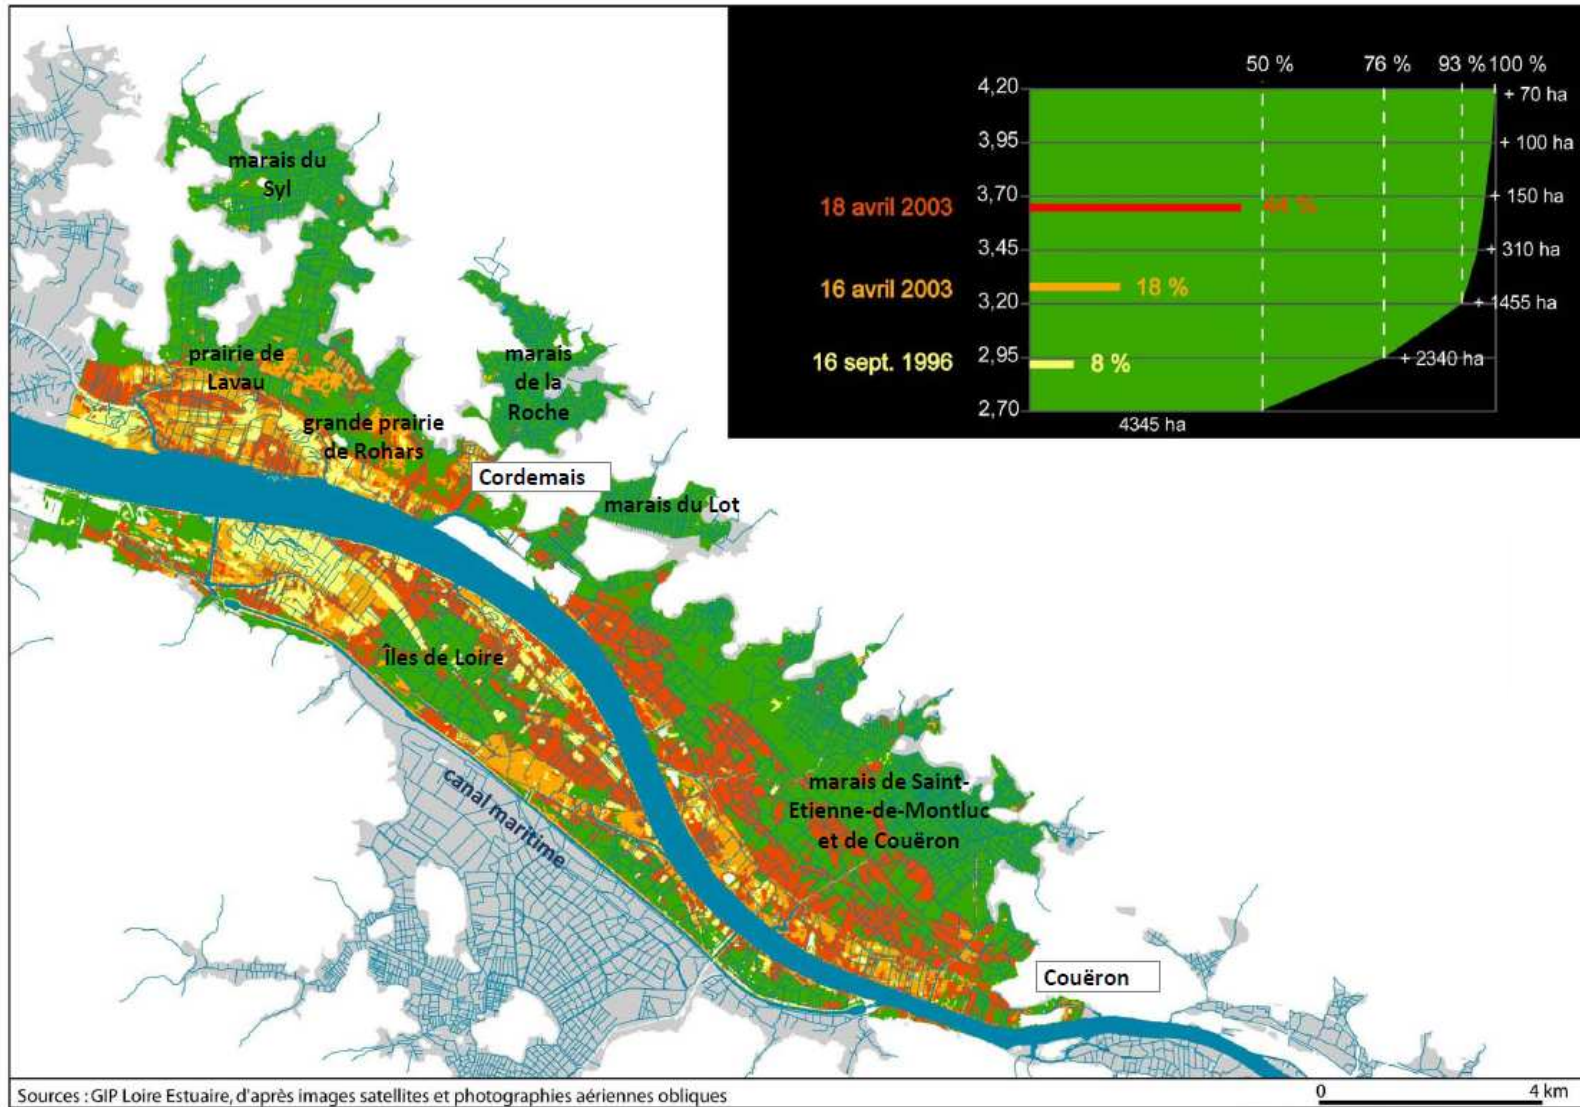 50 %
76 %
93 %
100 %
4,20
+ 70 ha
3,95
+ 100 ha
3,70
+ 150 ha
18 avril 2003
44 %
3,45
+ 310 ha
16 avril 2003
18 %
3,20
+ 1455 ha
16 sept. 1996
2,95
8 %
+ 2340 ha
2,70
4345 ha
marais du
Syl
prairie de
Lavau
marais
de la
Roche
grande prairie
de Rohars
Cordemais
marais du Lot
Îles de Loire
canal maritime
marais de Saint-
Etienne-de-Montluc
et de Couëron
Couëron
Sources : GIP Loire Estuaire, d'après images satellites et photographies aériennes obliques
0
4 km